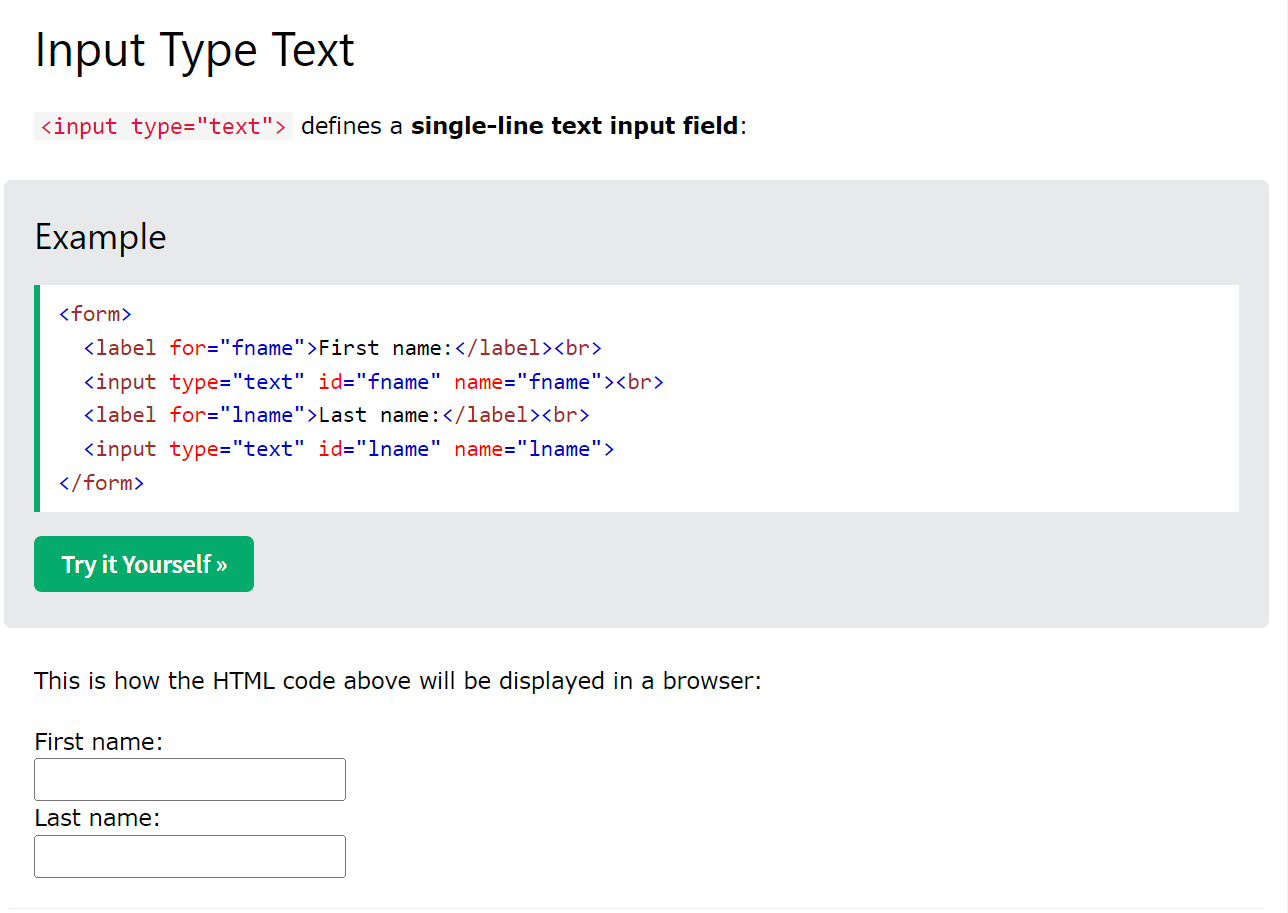 Input Type Text
<input type="text"> defines a single-line text input field:
Example
<form>
  <label for="fname">First name:</label><br>
  <input type="text" id="fname" name="fname"><br>
  <label for="lname">Last name:</label><br>
  <input type="text" id="lname" name="lname">
</form>
Try it Yourself »
This is how the HTML code above will be displayed in a browser:
First name:
Last name: